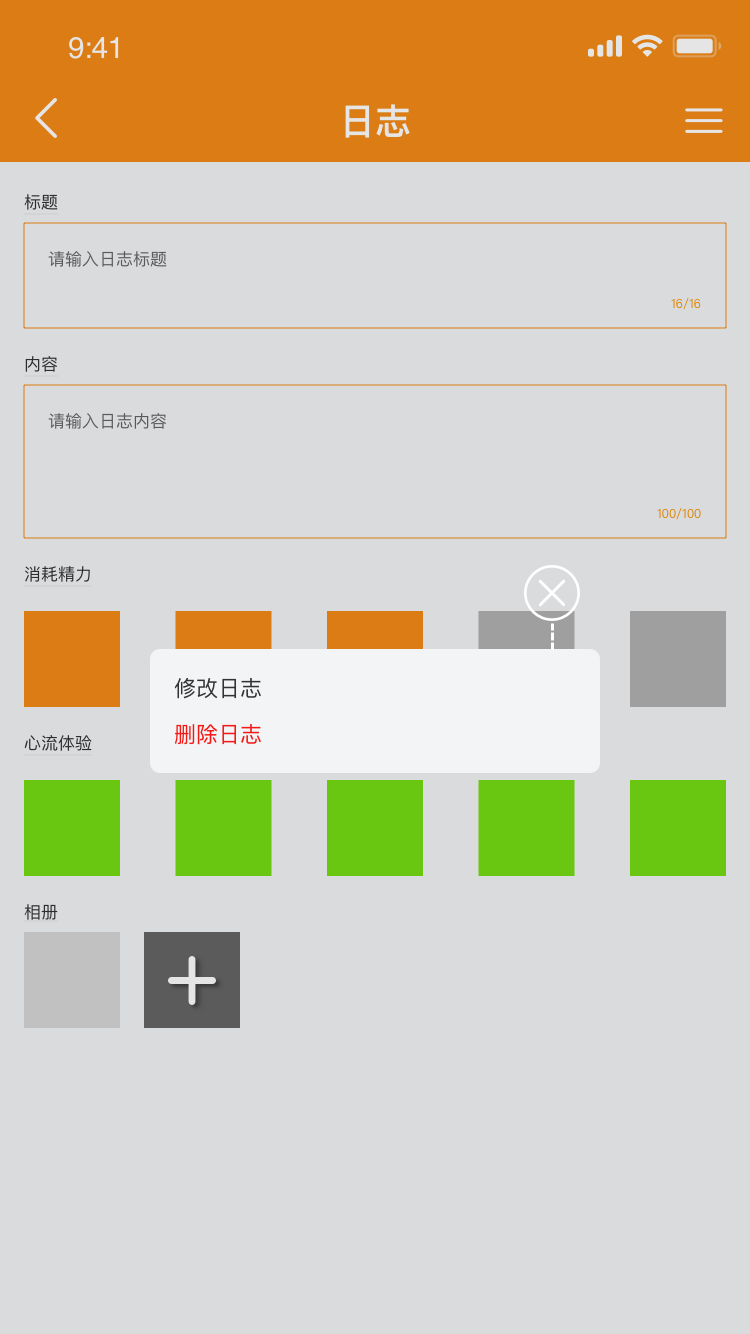 9:41
日志
标题
请输入日志标题
16/16
内容
请输入日志内容
100/100
消耗精力
修改日志
删除日志
心流体验
相册